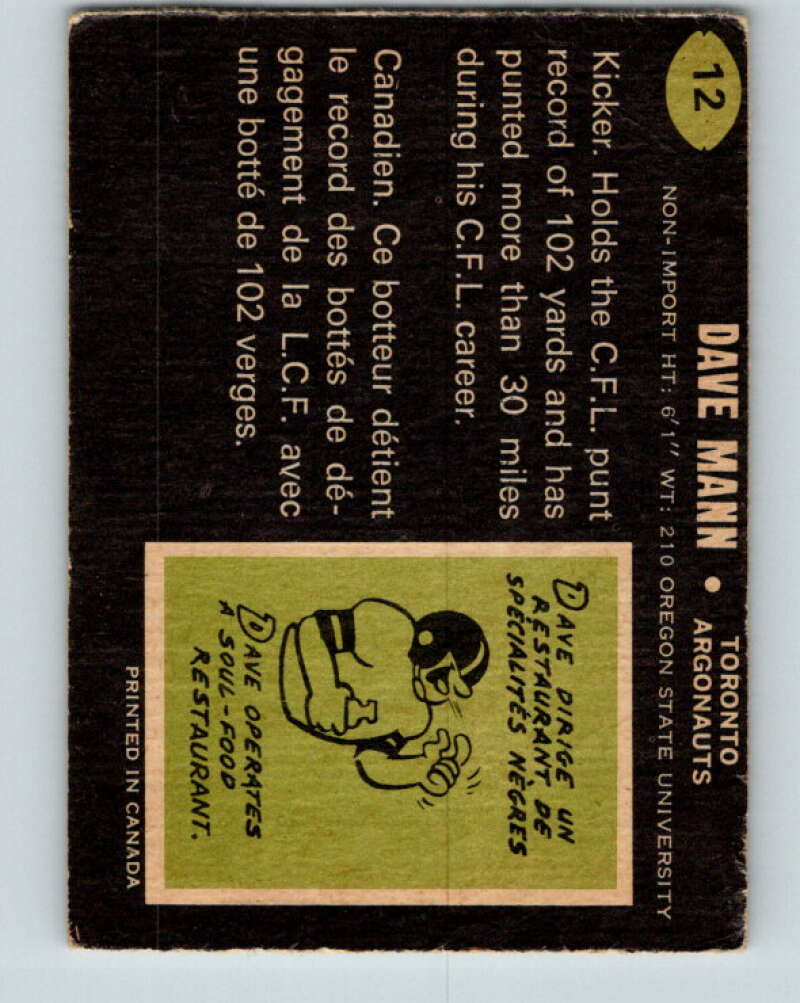 12
DAVE MANN • TORONTO
ARGONAUTS
NON-IMPORT HT: 6'1" WT: 210 OREGON STATE UNIVERSITY
Kicker. Holds the C.F.L. punt
record of 102 yards and has
punted more than 30 miles
during his C.F.L. career.
Canadien. Ce botteur détient
le record des bottés de dé-
gagement de la L.C.F. avec
une botté de 102 verges.
DAVE DIRIGE UN
RESTAURANT DE
SPÉCIALITÉS NÈGRES
DAVE OPERATES
A SOUL-FOOD
RESTAURANT.
PRINTED IN CANADA